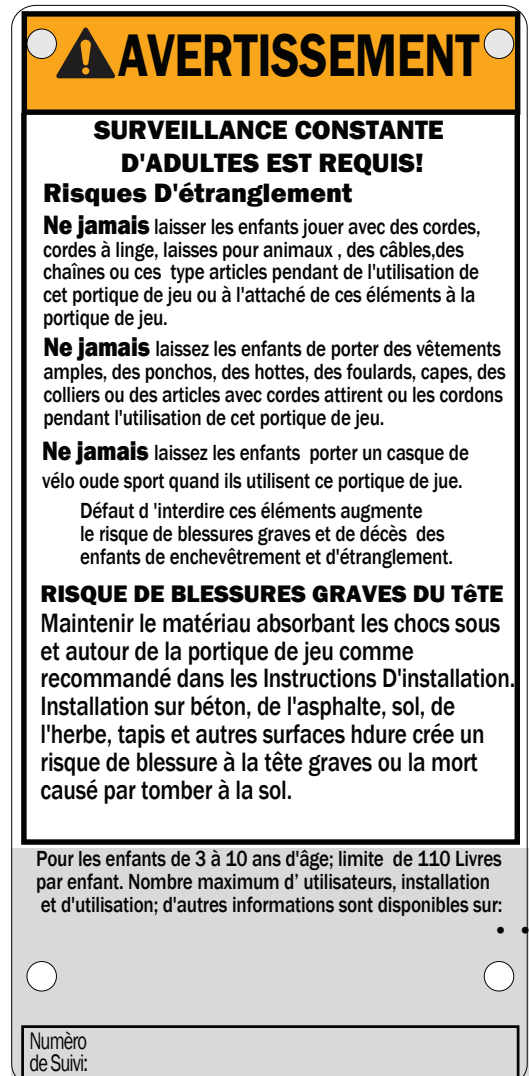 AVERTISSEMENT
SURVEILLANCE CONSTANTE
D'ADULTES EST REQUIS!
Risques D'étranglement
Ne jamais laisser les enfants jouer avec des cordes,
cordes à linge, laisses pour animaux , des câbles,des
chaînes ou ces type articles pendant de l'utilisation de
cet portique de jeu ou à l'attaché de ces éléments à la
portique de jeu.
Ne jamais laissez les enfants de porter des vêtements
amples, des ponchos, des hottes, des foulards, capes, des
colliers ou des articles avec cordes attirent ou les cordons
pendant l'utilisation de cet portique de jeu.
Ne jamais laissez les enfants porter un casque de
vélo oude sport quand ils utilisent ce portique de jue.
Défaut d 'interdire ces éléments augmente
le risque de blessures graves et de décès des
enfants de enchevêtrement et d'étranglement.
RISQUE DE BLESSURES GRAVES DU TêTE
Maintenir le matériau absorbant les chocs sous
et autour de la portique de jeu comme
recommandé dans les Instructions D'installation.
Installation sur béton, de l'asphalte, sol, de
l'herbe, tapis et autres surfaces hdure crée un
risque de blessure à la tête graves ou la mort
causé par tomber à la sol.
Pour les enfants de 3 à 10 ans d'âge; limite de 110 Livres
par enfant. Nombre maximum d' utilisateurs, installation
et d'utilisation; d'autres informations sont disponibles sur:
Numèro
de Suivi: